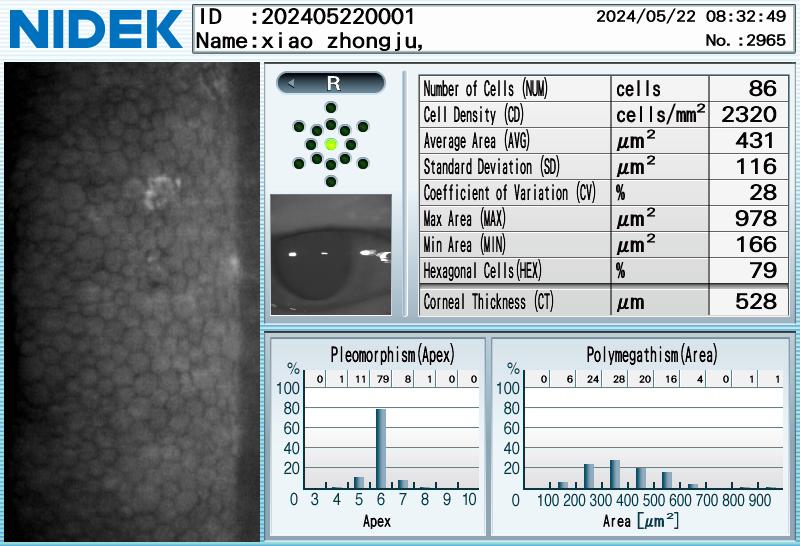 NIDEK
ID :202405220001
2024/05/22 08:32:49
Name:xiao zhongju,
No. :2965
R
Number of Cells (NUM) cells 86
Cell Density (CD) cells/mm² 2320
Average Area (AVG) μm² 431
Standard Deviation (SD) μm² 116
Coefficient of Variation (CV) % 28
Max Area (MAX) μm² 978
Min Area (MIN) μm² 166
Hexagonal Cells(HEX) % 79
Corneal Thickness (CT) μm 528
Pleomorphism(Apex)
%
0 1 11 79 8 1 0 0
100
80
60
40
20
0 3 4 5 6 7 8 9 10
Apex
Polymegathism(Area)
%
0 6 24 28 20 16 4 0 1 1
100
80
60
40
20
0 100 200 300 400 500 600 700 800 900
Area [μm²]